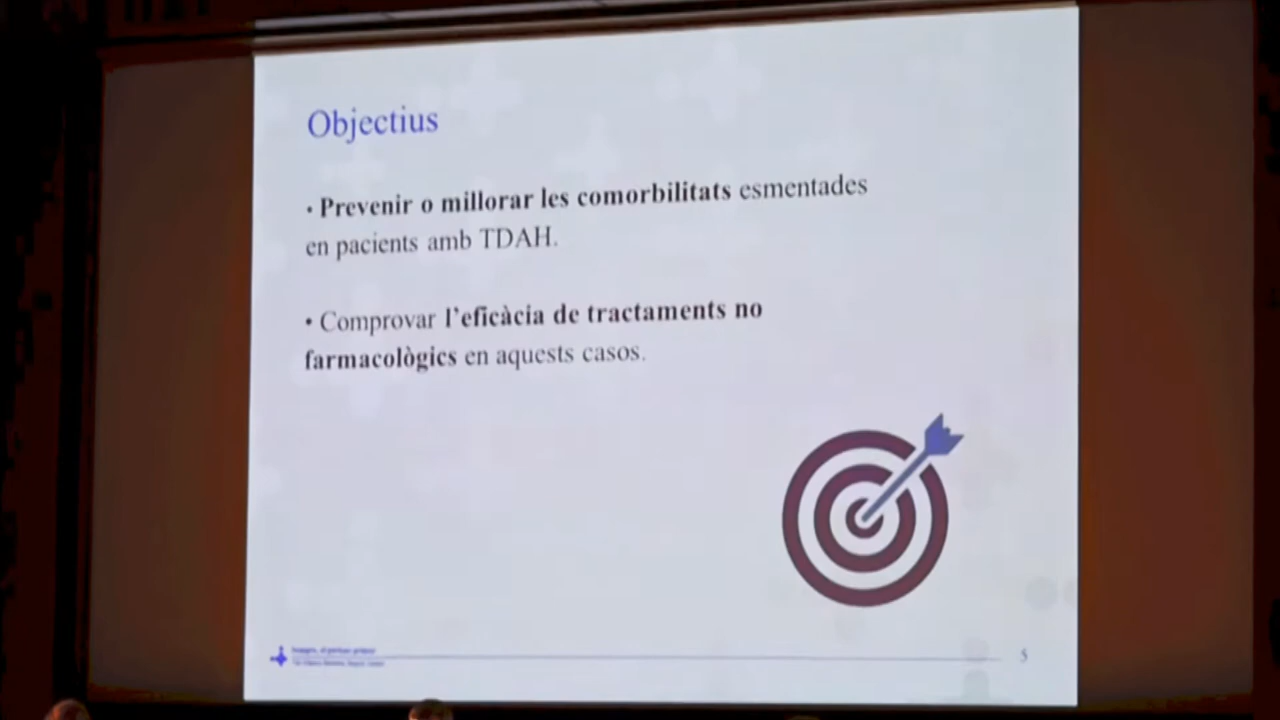 Objectius
• Prevenir o millorar les comorbilitats esmentades
en pacients amb TDAH.
• Comprovar l'eficàcia de tractaments no
farmacològics en aquests casos.
5